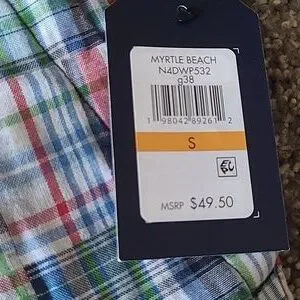 MYRTLE BEACH
N4DWP532
g38
1 98042 89261 2
S
MSRP $49.50